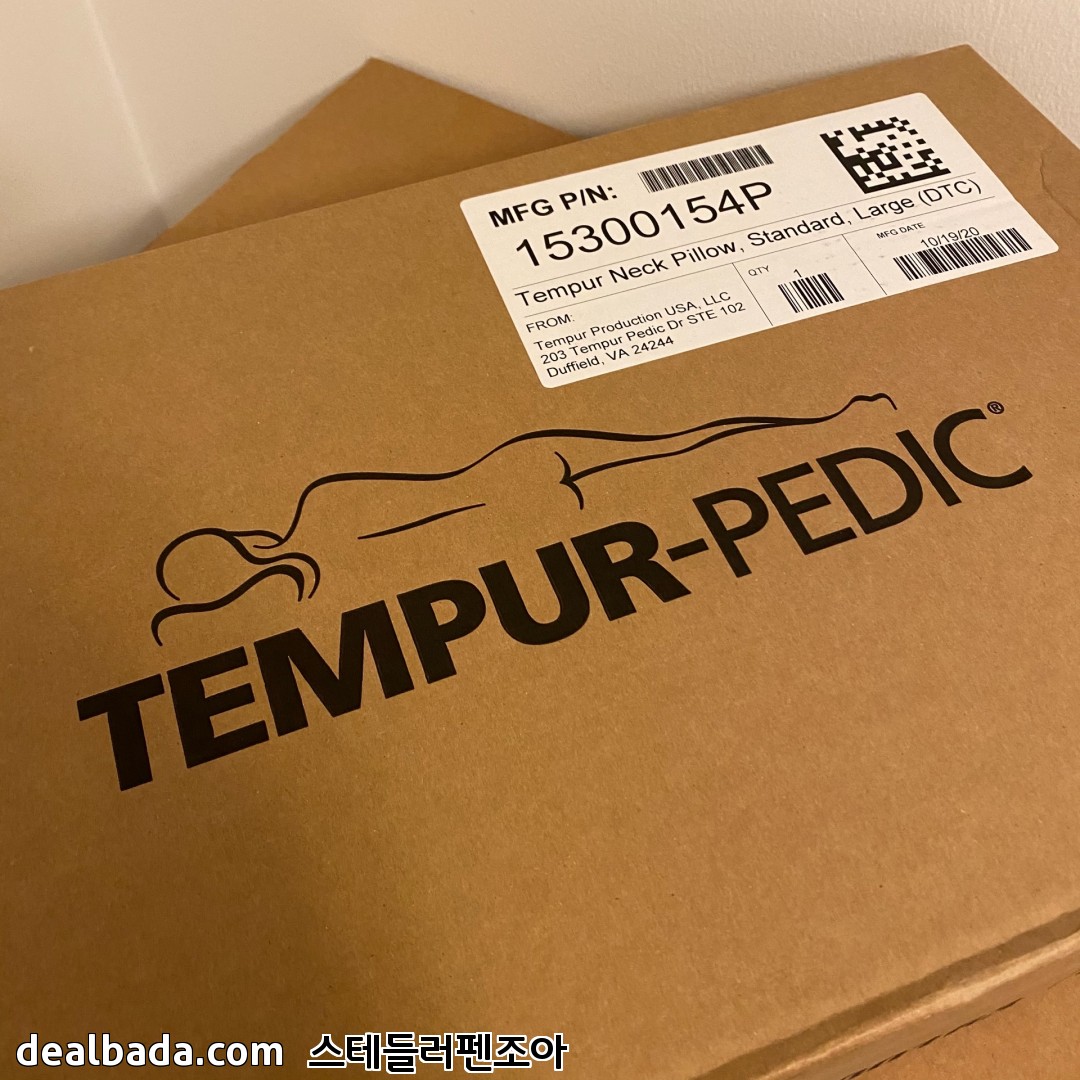 MFG P/N:
15300154P
Tempur Neck Pillow, Standard, Large (DTC)
FROM:
Tempur Production USA, LLC
203 Tempur Pedic Dr STE 102
Duffield, VA 24244
QTY
1
MFG DATE
10/19/20
TEMPUR-PEDIC®
dealbada.com 스테들러펜조아